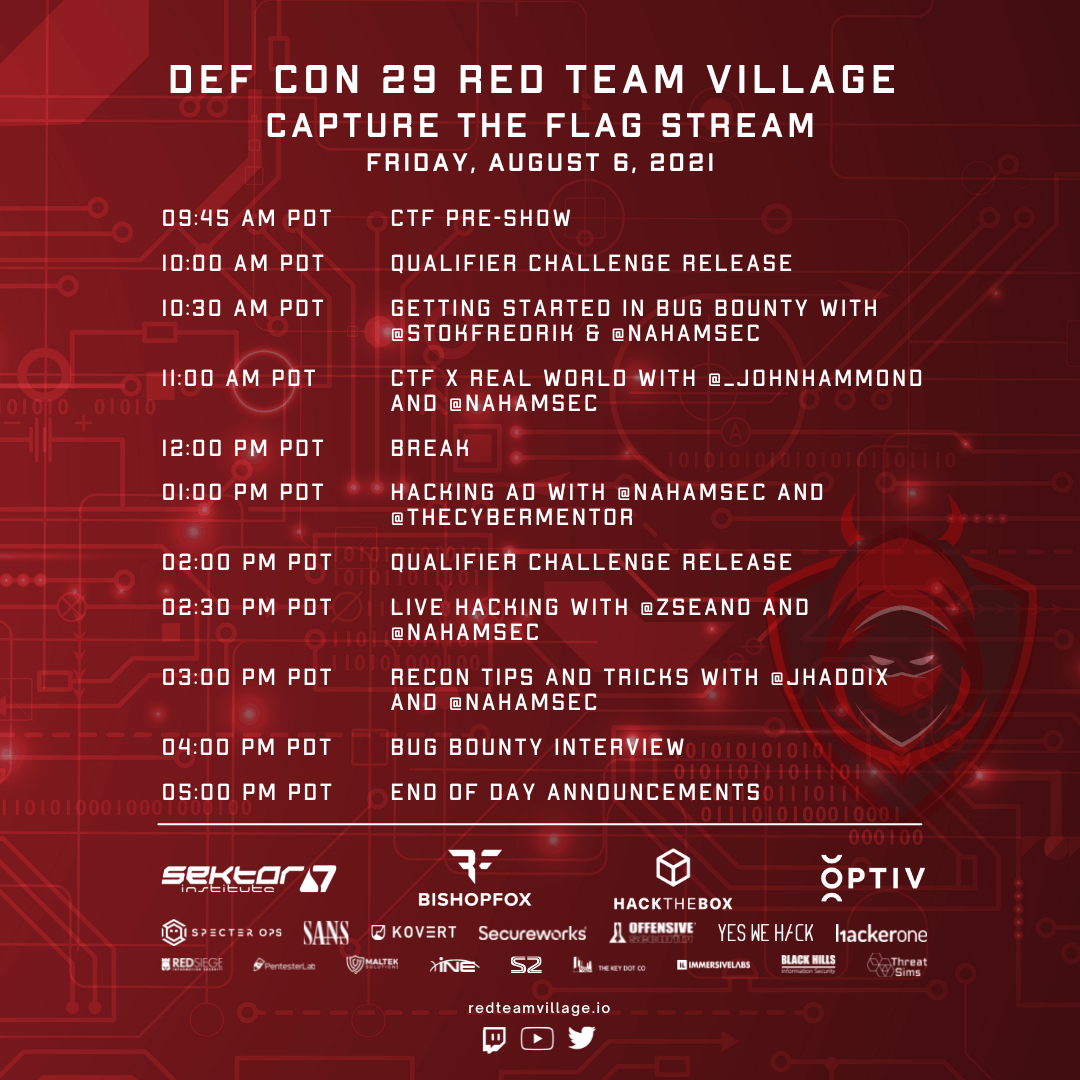 DEF CON 29 RED TEAM VILLAGE
CAPTURE THE FLAG STREAM
FRIDAY, AUGUST 6, 2021
09:45 AM PDT CTF PRE-SHOW
10:00 AM PDT QUALIFIER CHALLENGE RELEASE
10:30 AM PDT GETTING STARTED IN BUG BOUNTY WITH
@STOKFREDRIK & @NAHAMSEC
11:00 AM PDT CTF X REAL WORLD WITH @_JOHNHAMMOND
AND @NAHAMSEC
12:00 PM PDT BREAK
01:00 PM PDT HACKING AD WITH @NAHAMSEC AND
@THECYBERMENTOR
02:00 PM PDT QUALIFIER CHALLENGE RELEASE
02:30 PM PDT LIVE HACKING WITH @ZSEANO AND
@NAHAMSEC
03:00 PM PDT RECON TIPS AND TRICKS WITH @JHADDIX
AND @NAHAMSEC
04:00 PM PDT BUG BOUNTY INTERVIEW
05:00 PM PDT END OF DAY ANNOUNCEMENTS
SEKTOR7 institute BISHOPFOX HACKTHEBOX OPTIV
SPECTER OPS SANS KOVERT Secureworks OFFENSIVE security YES WE H/CK hackerone
REDSIEGE INFORMATION SECURITY PentesterLab MALTEK SOLUTIONS INE S2 THE KEY DOT CO IMMERSIVELABS BLACK HILLS Information Security Threat Sims
redteamvillage.io